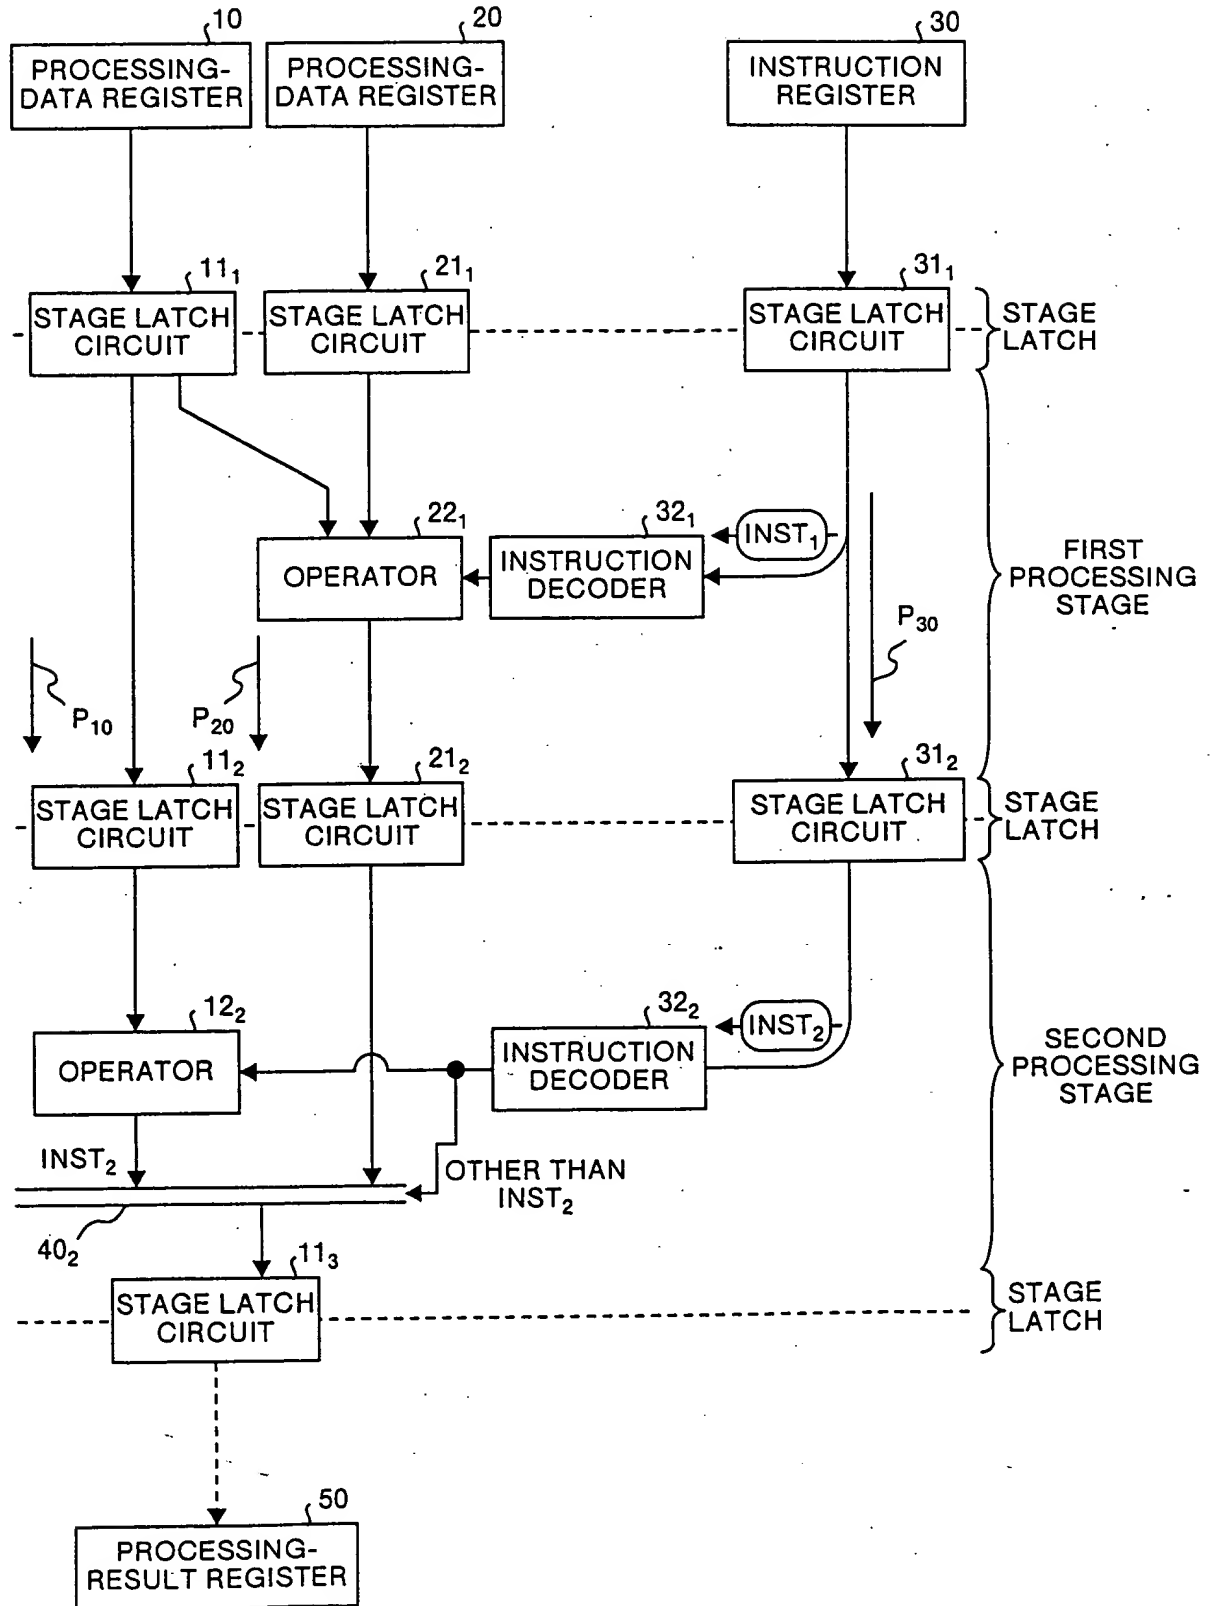 10
20
30
PROCESSING-
DATA REGISTER
PROCESSING-
DATA REGISTER
INSTRUCTION
REGISTER
11₁
21₁
31₁
STAGE LATCH
CIRCUIT
STAGE LATCH
CIRCUIT
STAGE LATCH
CIRCUIT
STAGE
LATCH
22₁
32₁
INST₁
OPERATOR
INSTRUCTION
DECODER
FIRST
PROCESSING
STAGE
P₁₀
P₂₀
P₃₀
11₂
21₂
31₂
STAGE LATCH
CIRCUIT
STAGE LATCH
CIRCUIT
STAGE LATCH
CIRCUIT
STAGE
LATCH
12₂
32₂
INST₂
OPERATOR
INSTRUCTION
DECODER
SECOND
PROCESSING
STAGE
INST₂
OTHER THAN
INST₂
40₂
11₃
STAGE LATCH
CIRCUIT
STAGE
LATCH
50
PROCESSING-
RESULT REGISTER